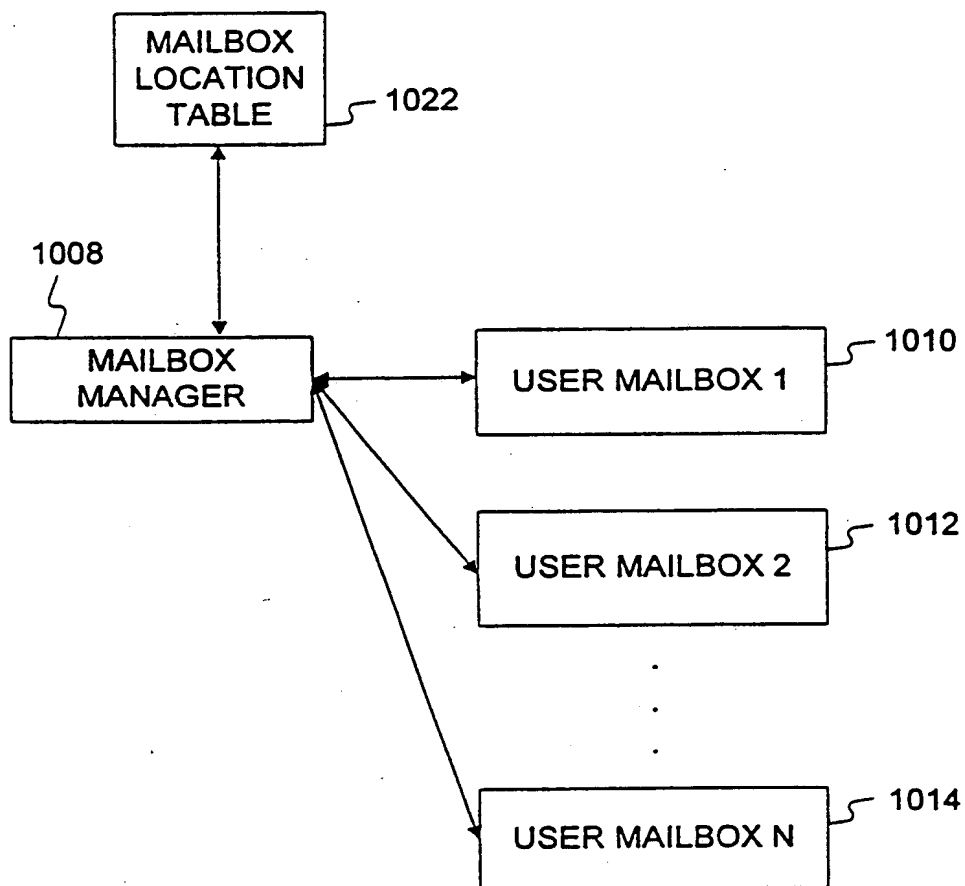 MAILBOX
LOCATION
TABLE
1022
1008
MAILBOX
MANAGER
USER MAILBOX 1
1010
USER MAILBOX 2
1012
USER MAILBOX N
1014